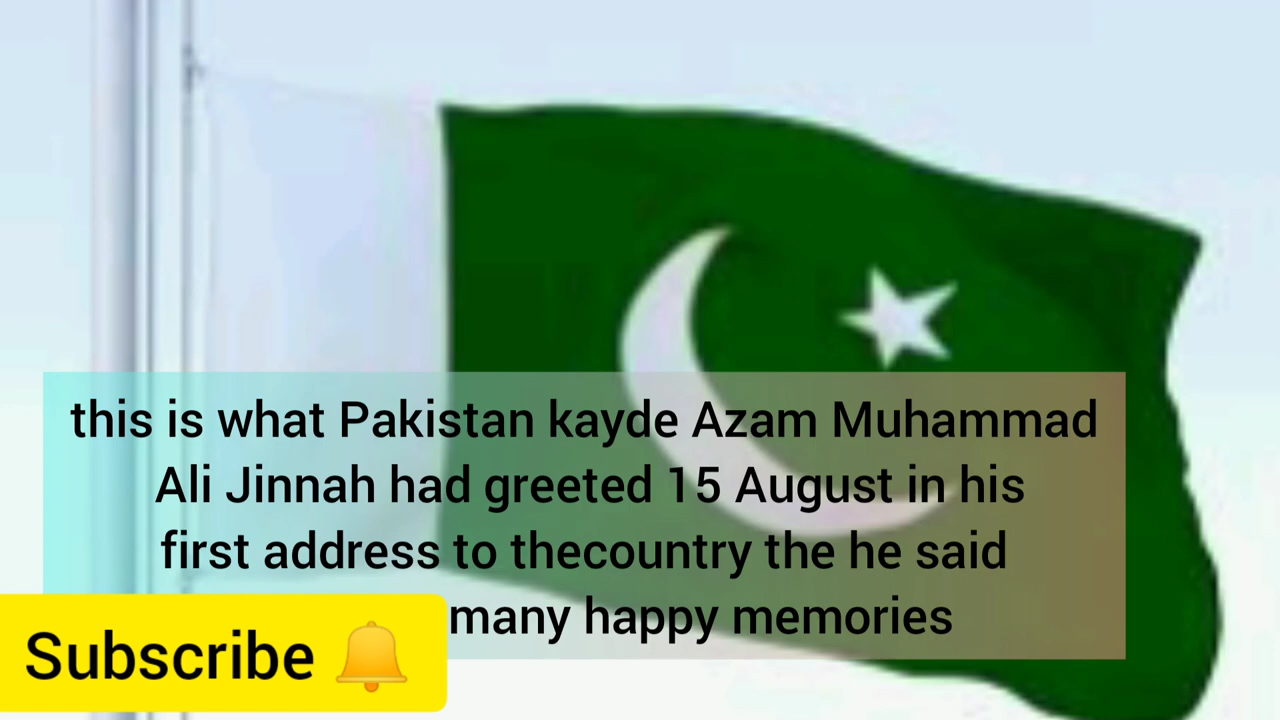 this is what Pakistan kayde Azam Muhammad
Ali Jinnah had greeted 15 August in his
first address to thecountry the he said
many happy memories
Subscribe